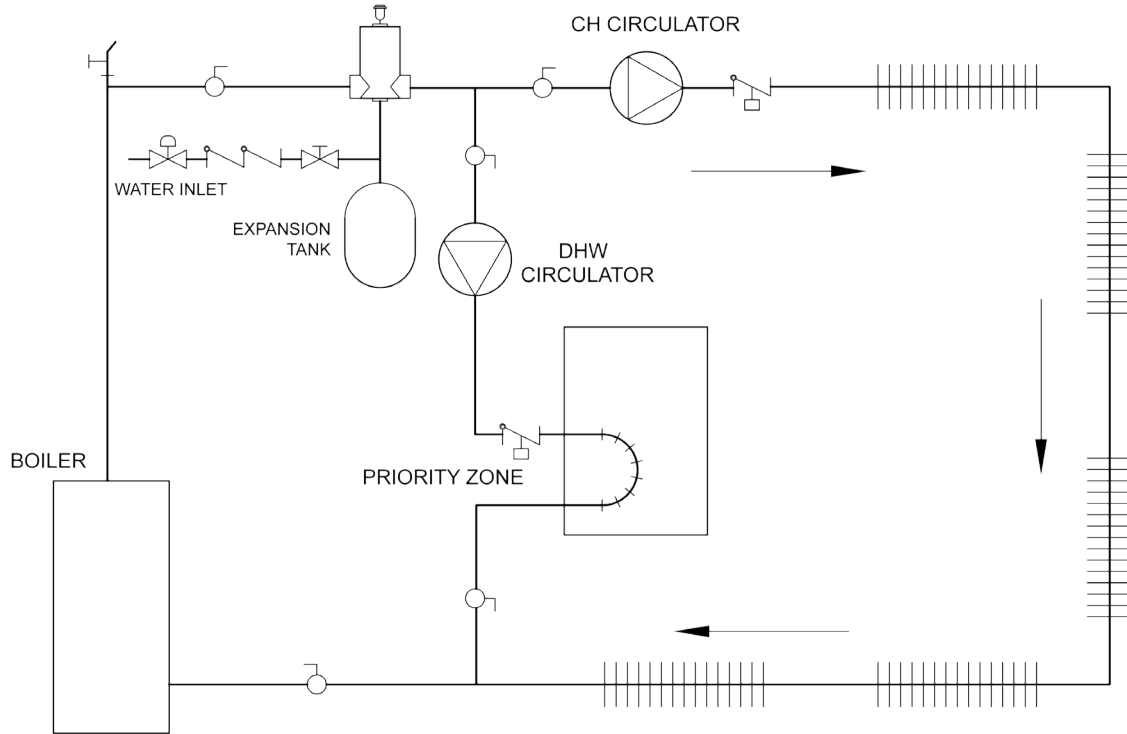 CH CIRCULATOR
WATER INLET
EXPANSION
TANK
DHW
CIRCULATOR
BOILER
PRIORITY ZONE